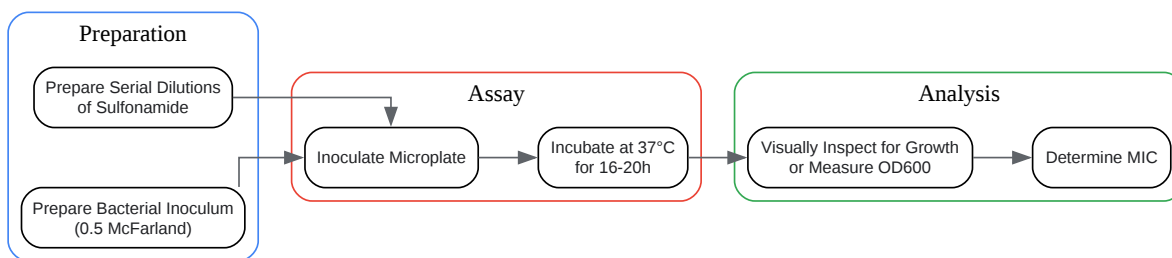 Preparation
Prepare Serial Dilutions
of Sulfonamide
Prepare Bacterial Inoculum
(0.5 McFarland)
Assay
Inoculate Microplate
Incubate at 37°C
for 16-20h
Analysis
Visually Inspect for Growth
or Measure OD600
Determine MIC